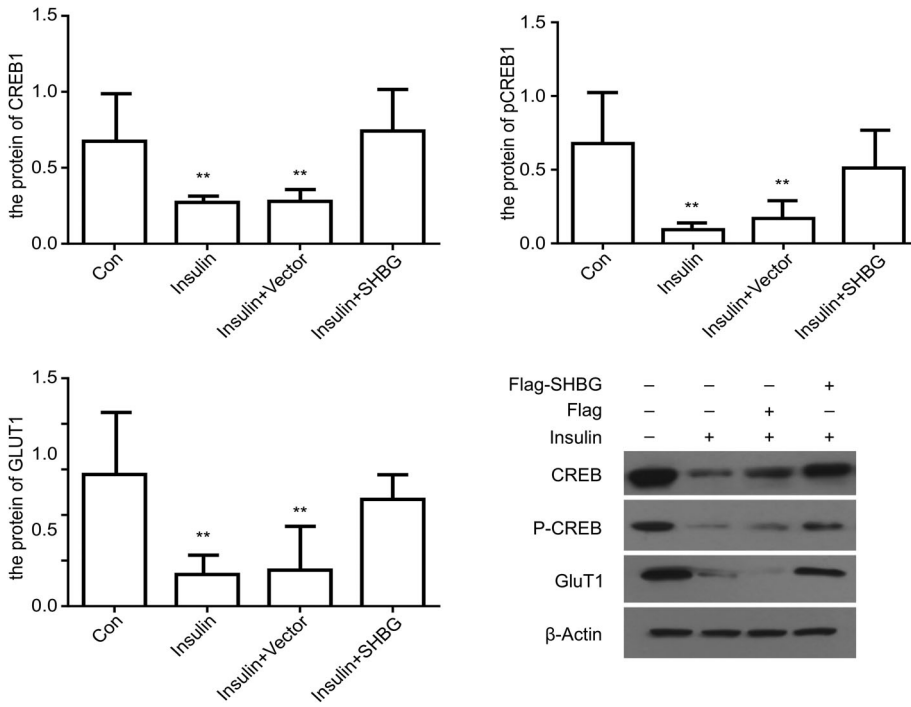 the protein of CREB1
1.5
1.0
0.5
0.0
**
**
Con
Insulin
Insulin+Vector
Insulin+SHBG
the protein of pCREB1
1.5
1.0
0.5
0.0
**
**
Con
Insulin
Insulin+Vector
Insulin+SHBG
the protein of GLUT1
1.5
1.0
0.5
0.0
**
**
Con
Insulin
Insulin+Vector
Insulin+SHBG
Flag-SHBG − − − +
Flag − − + −
Insulin − + + +
CREB
P-CREB
GluT1
β-Actin